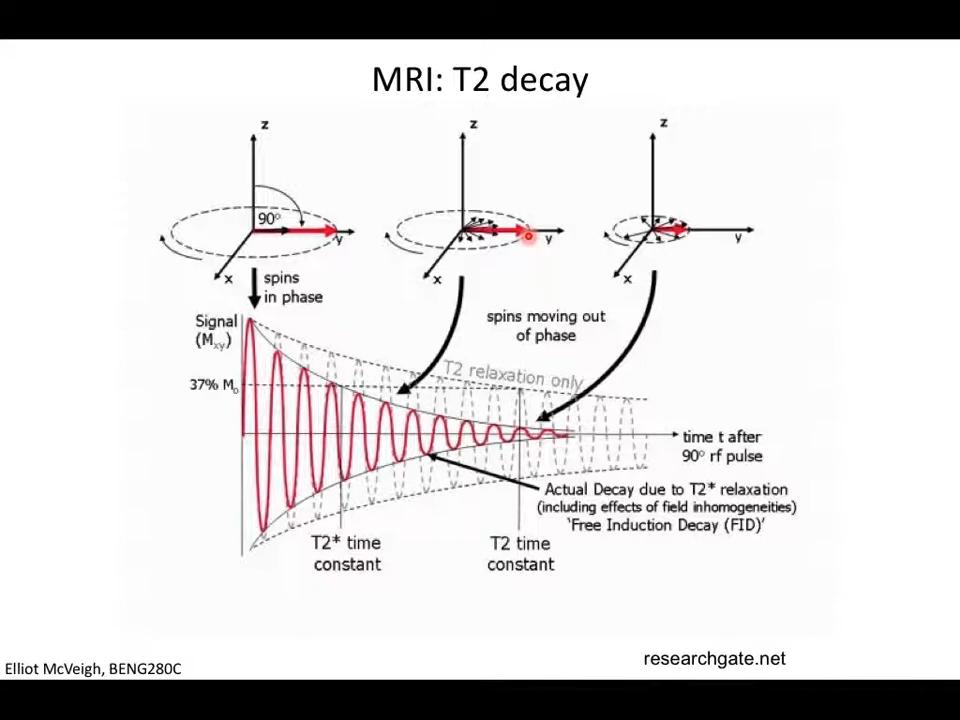 MRI: T2 decay
z
z
z
90°
y
y
y
x
x
x
spins
in phase
spins moving out
of phase
Signal
(Mxy)
37% Mo
T2 relaxation only
time t after
90° rf pulse
Actual Decay due to T2* relaxation
(including effects of field inhomogeneities)
'Free Induction Decay (FID)'
T2* time
constant
T2 time
constant
Elliot McVeigh, BENG280C
researchgate.net